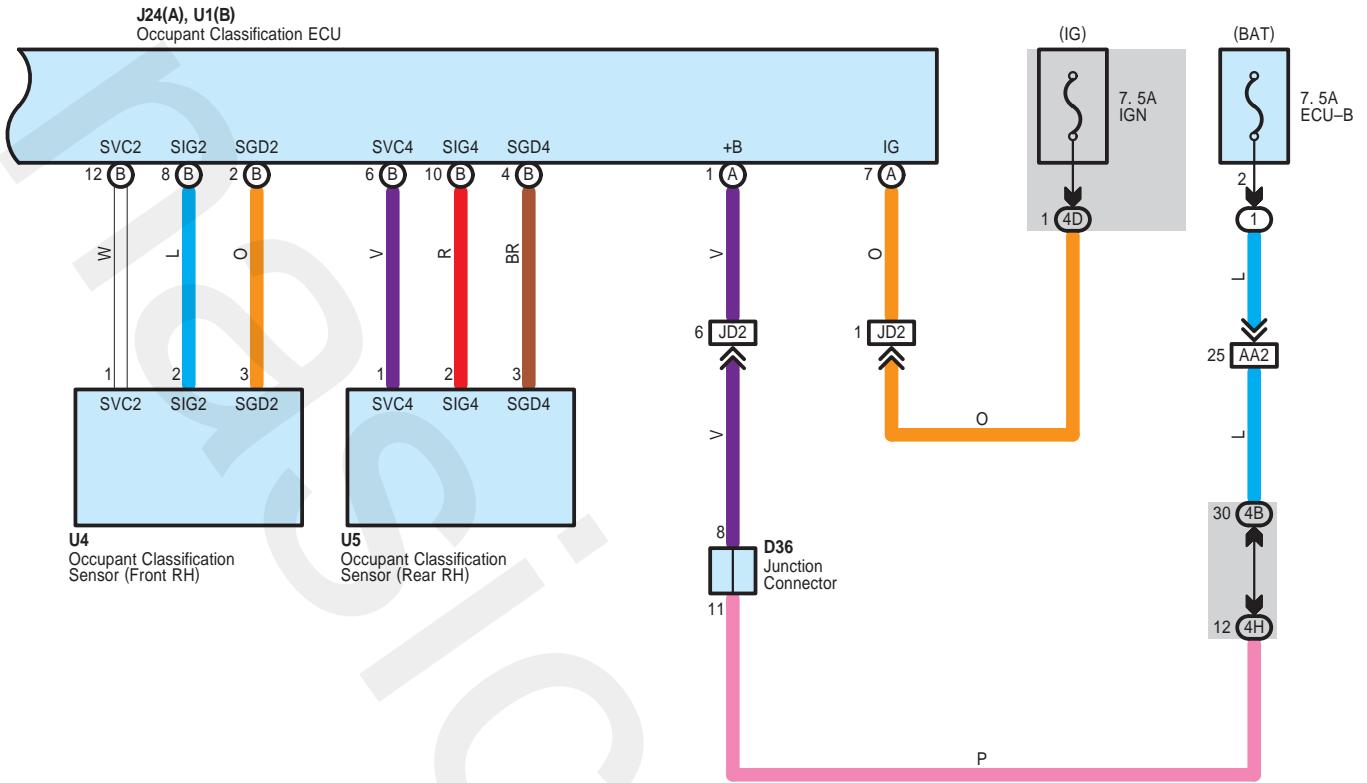 J24(A), U1(B)
Occupant Classification ECU
(IG)
(BAT)
7. 5A
IGN
7. 5A
ECU–B
SVC2 SIG2 SGD2 SVC4 SIG4 SGD4 +B IG
12 B 8 B 2 B 6 B 10 B 4 B 1 A 7 A
2
1 4D
1
W L O V R BR V O L
6 JD2 1 JD2
25 AA2
1 2 3 1 2 3
SVC2 SIG2 SGD2 SVC4 SIG4 SGD4
O
V
L
30 4B
8
D36
Junction
Connector
11
12 4H
U4
Occupant Classification
Sensor (Front RH)
U5
Occupant Classification
Sensor (Rear RH)
P